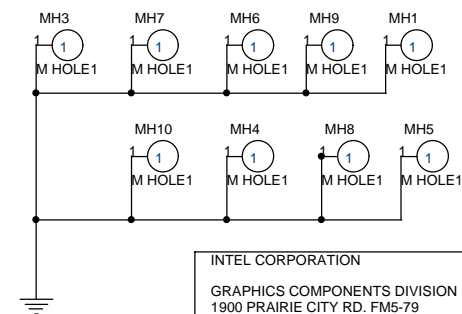 MH3 MH7 MH6 MH9 MH1
1 1 1 1 1 1 1 1 1 1
M HOLE1 M HOLE1 M HOLE1 M HOLE1 M HOLE1
MH10 MH4 MH8 MH5
1 1 1 1 1 1 1 1
M HOLE1 M HOLE1 M HOLE1 M HOLE1
INTEL CORPORATION
GRAPHICS COMPONENTS DIVISION
1900 PRAIRIE CITY RD. FM5-79